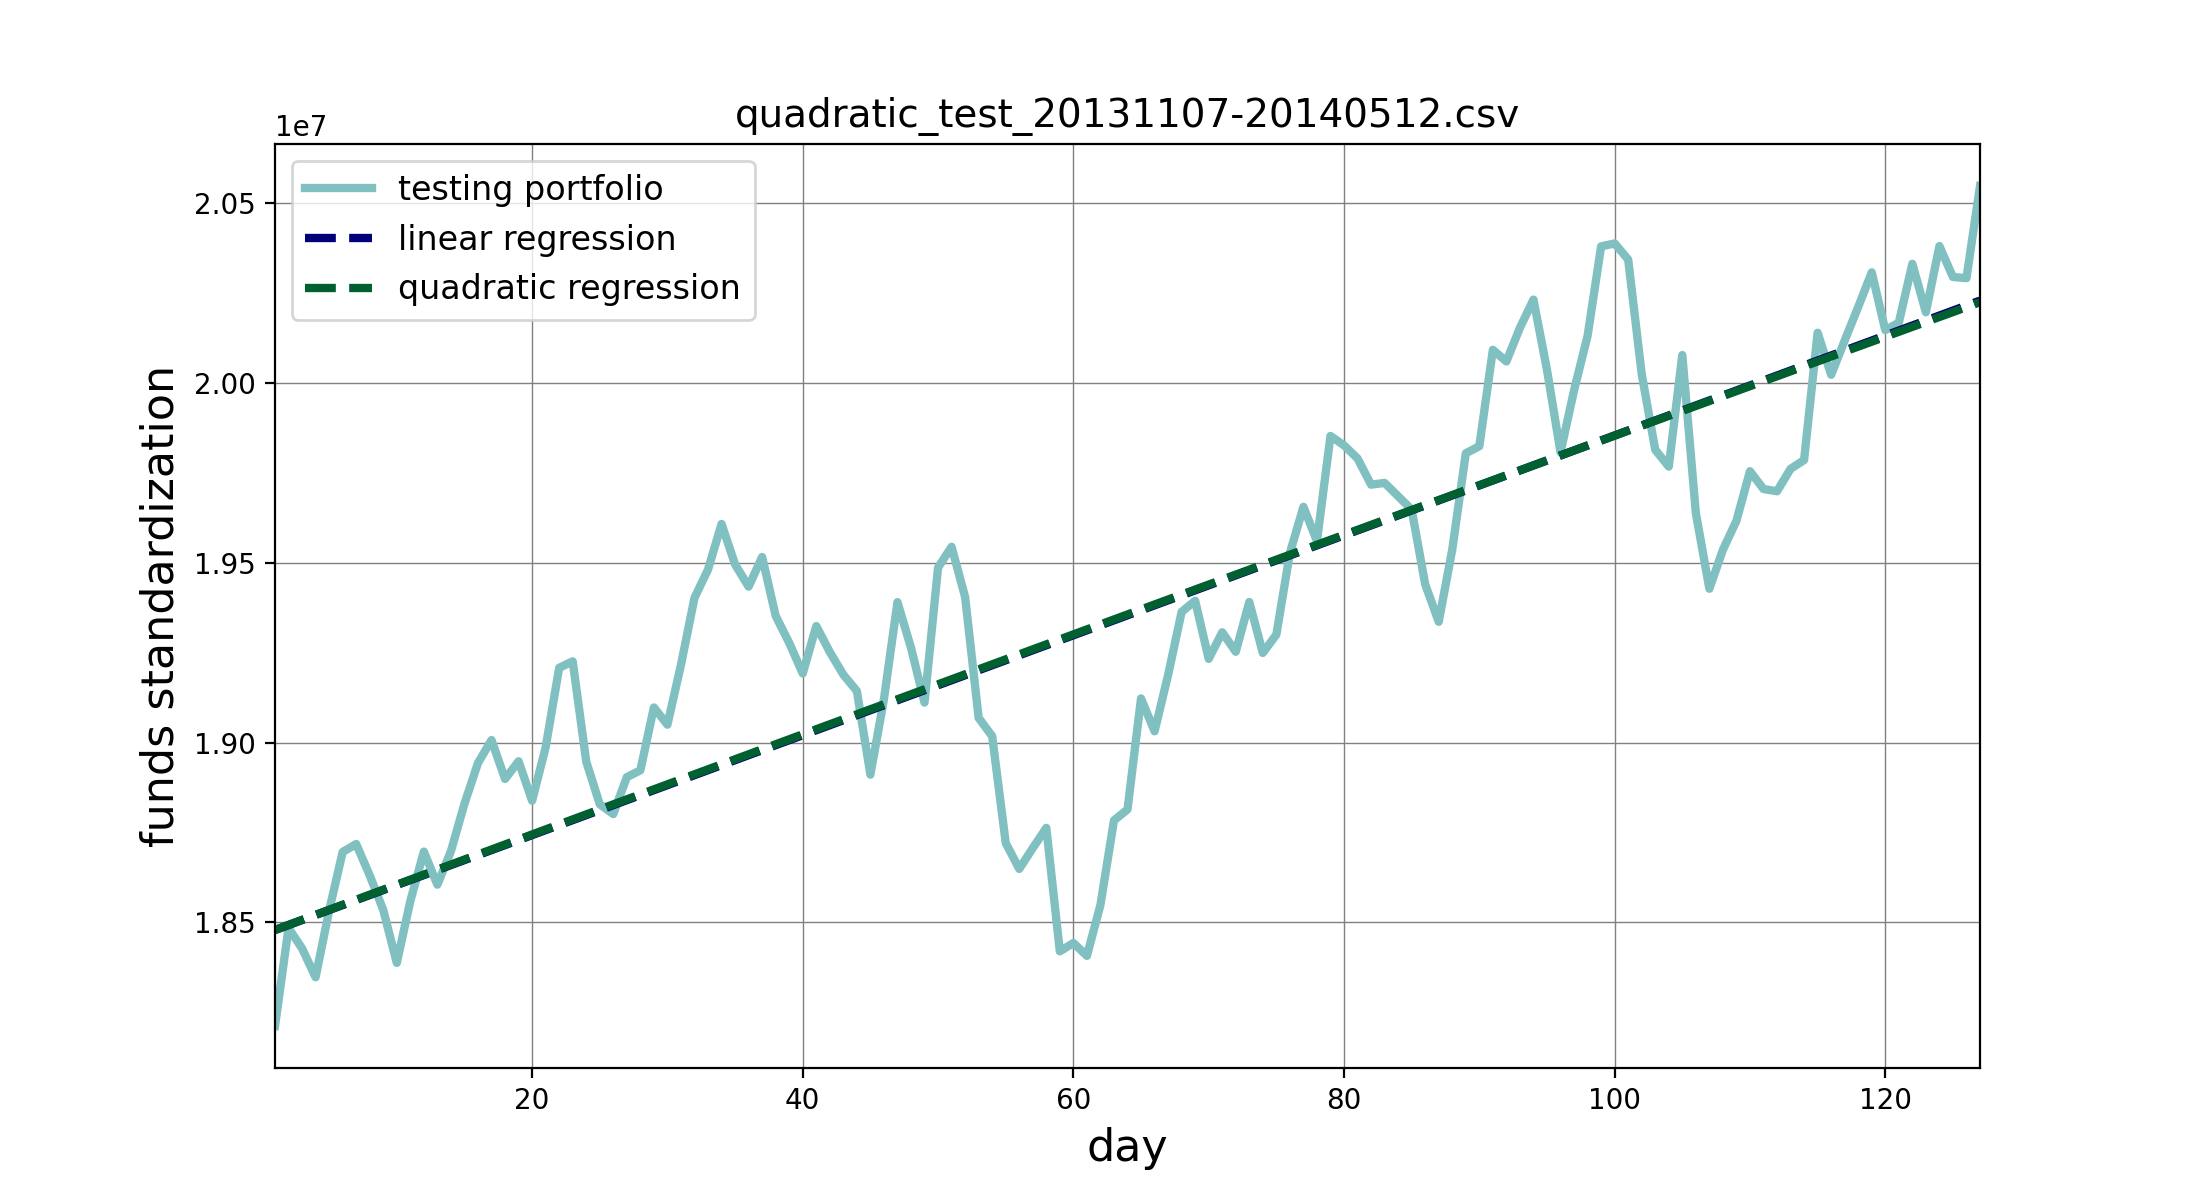 quadratic_test_20131107-20140512.csv
1e7
testing portfolio
linear regression
quadratic regression
2.05
2.00
1.95
1.90
1.85
funds standardization
20 40 60 80 100 120
day